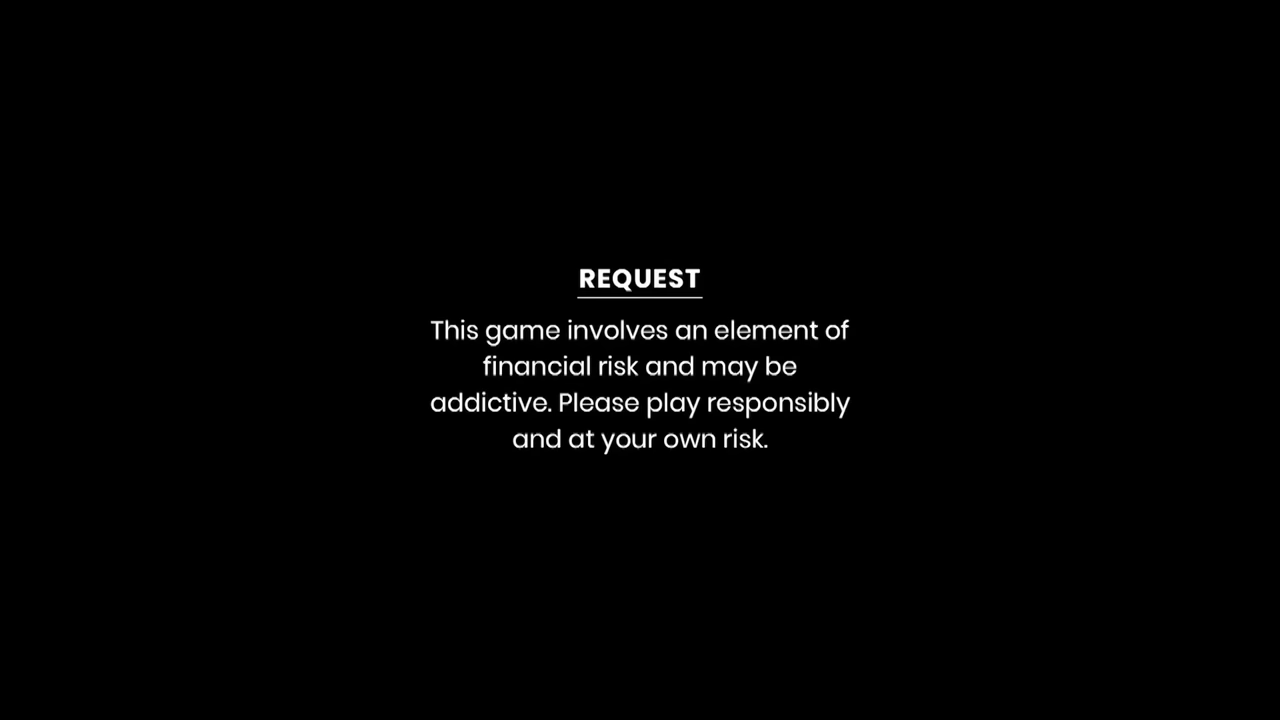 REQUEST
This game involves an element of
financial risk and may be
addictive. Please play responsibly
and at your own risk.